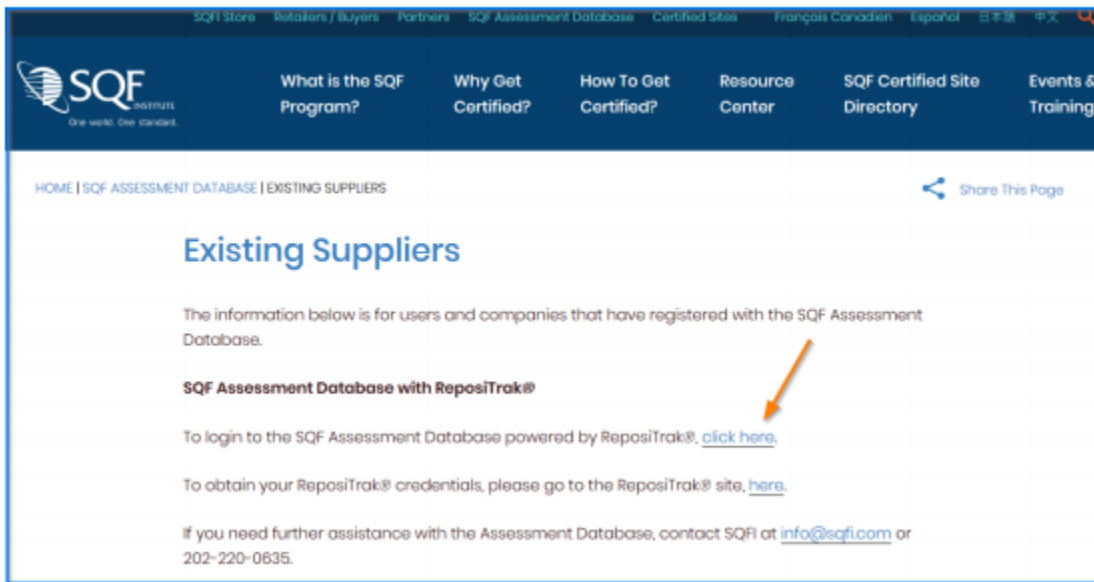 SQFI Store Retailers / Buyers Partners SQF Assessment Database Certified Sites Français Canadien Español 日本語 中文
SQF
INSTITUTE
One world. One standard.
What is the SQF Program?
Why Get Certified?
How To Get Certified?
Resource Center
SQF Certified Site Directory
Events & Training
HOME | SQF ASSESSMENT DATABASE | EXISTING SUPPLIERS
Share This Page
Existing Suppliers
The information below is for users and companies that have registered with the SQF Assessment
Database.
SQF Assessment Database with ReposiTrak®
To login to the SQF Assessment Database powered by ReposiTrak®, click here.
To obtain your ReposiTrak® credentials, please go to the ReposiTrak® site, here.
If you need further assistance with the Assessment Database, contact SQFI at info@sqfi.com or
202-220-0635.